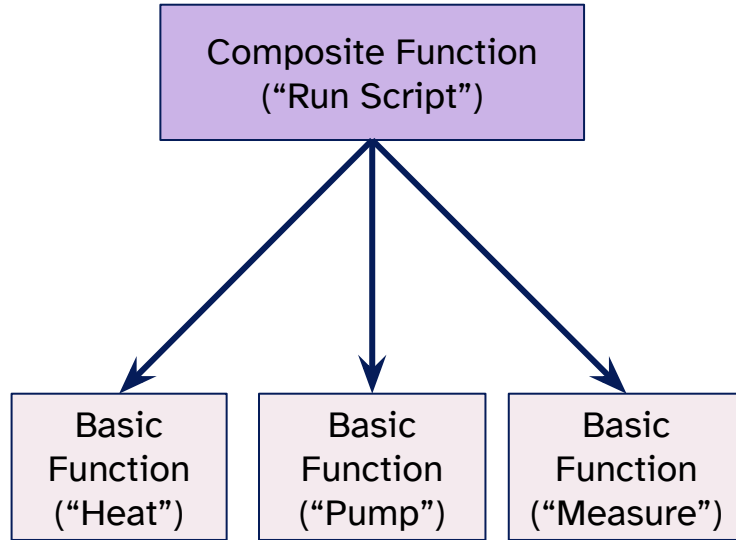 Composite Function
(“Run Script”)
Basic
Function
(“Heat”)
Basic
Function
(“Pump”)
Basic
Function
(“Measure”)